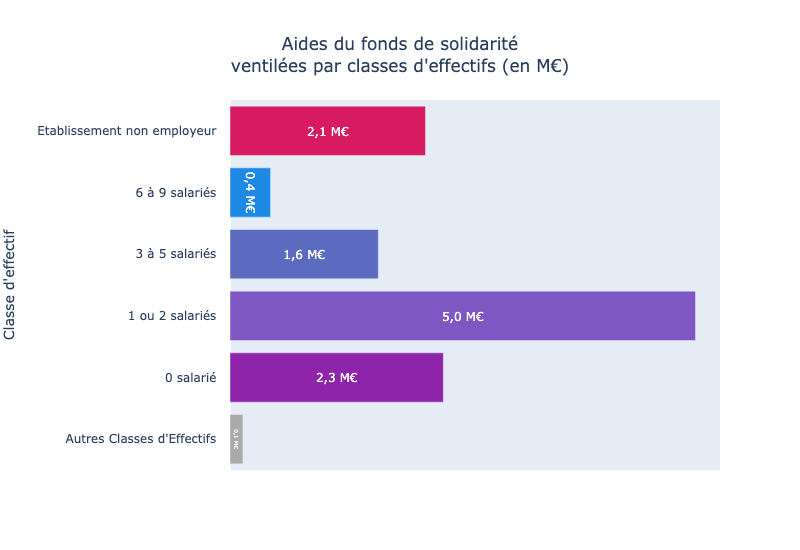 Aides du fonds de solidarité
ventilées par classes d'effectifs (en M€)
Classe d'effectif
Etablissement non employeur
2,1 M€
6 à 9 salariés
0,4 M€
3 à 5 salariés
1,6 M€
1 ou 2 salariés
5,0 M€
0 salarié
2,3 M€
Autres Classes d'Effectifs
0,1 M€